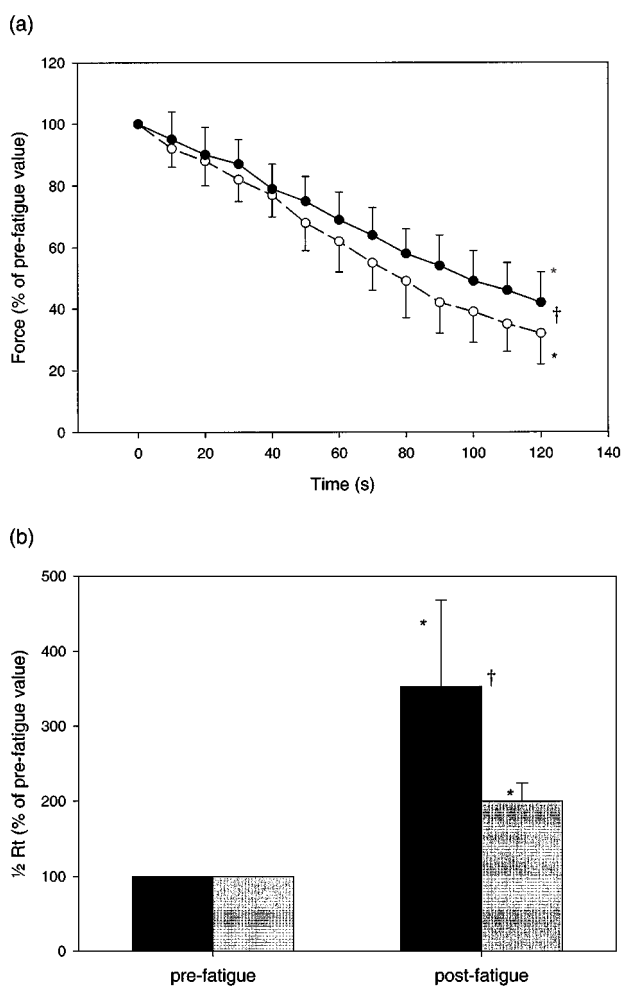 (a)
120
100
80
60
40
20
0
Force (% of pre-fatigue value)
*
†
*
0 20 40 60 80 100 120 140
Time (s)
(b)
500
400
300
200
100
0
½ Rt (% of pre-fatigue value)
*
†
*
pre-fatigue post-fatigue